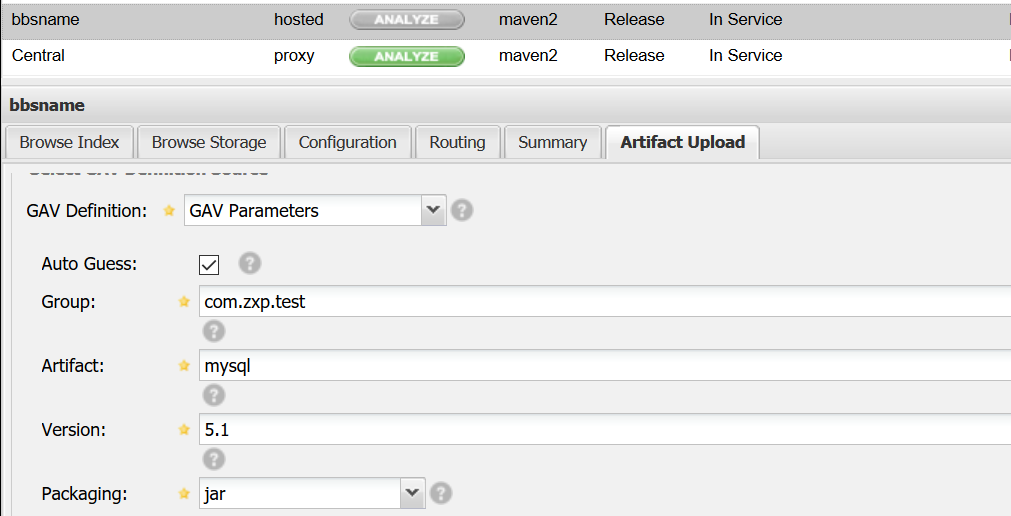 bbsname hosted ANALYZE maven2 Release In Service
Central proxy ANALYZE maven2 Release In Service
bbsname
Browse Index Browse Storage Configuration Routing Summary Artifact Upload
GAV Definition: GAV Parameters ?
Auto Guess: ?
Group: com.zxp.test
?
Artifact: mysql
?
Version: 5.1
?
Packaging: jar ?